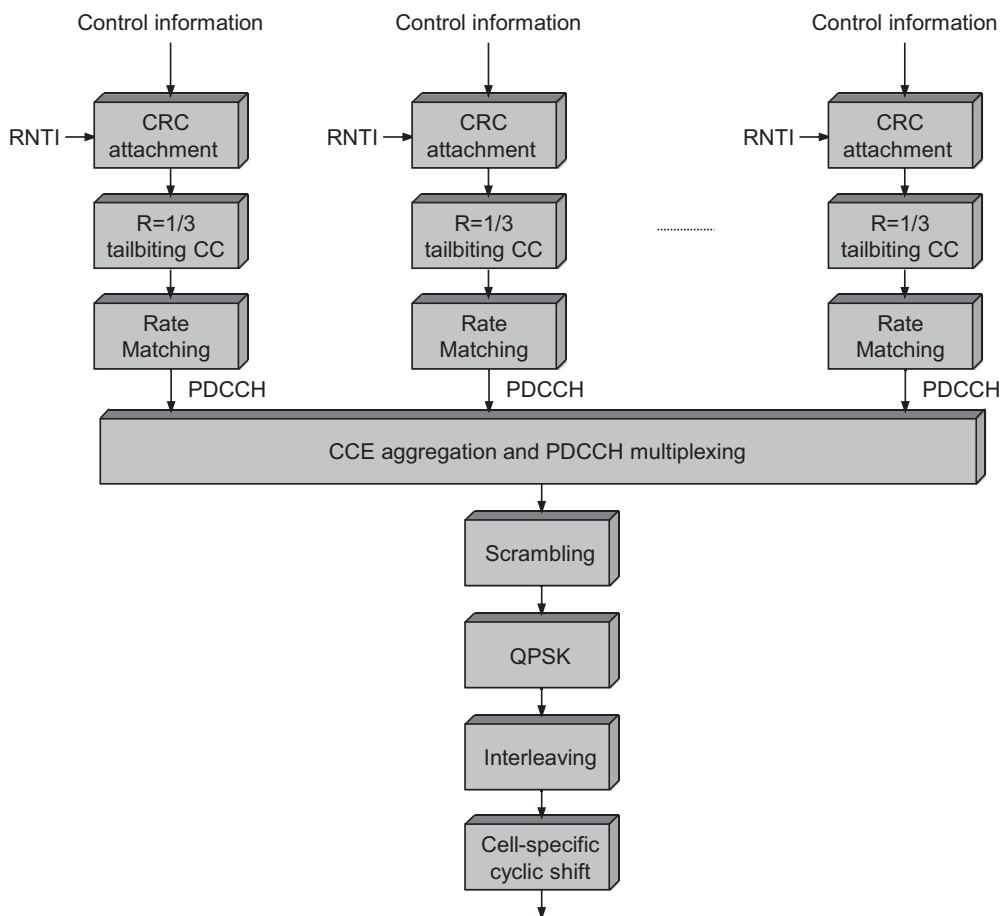 Control information
Control information
Control information
RNTI
CRC
attachment
RNTI
CRC
attachment
RNTI
CRC
attachment
R=1/3
tailbiting CC
R=1/3
tailbiting CC
R=1/3
tailbiting CC
Rate
Matching
Rate
Matching
Rate
Matching
PDCCH
PDCCH
PDCCH
CCE aggregation and PDCCH multiplexing
Scrambling
QPSK
Interleaving
Cell-specific
cyclic shift